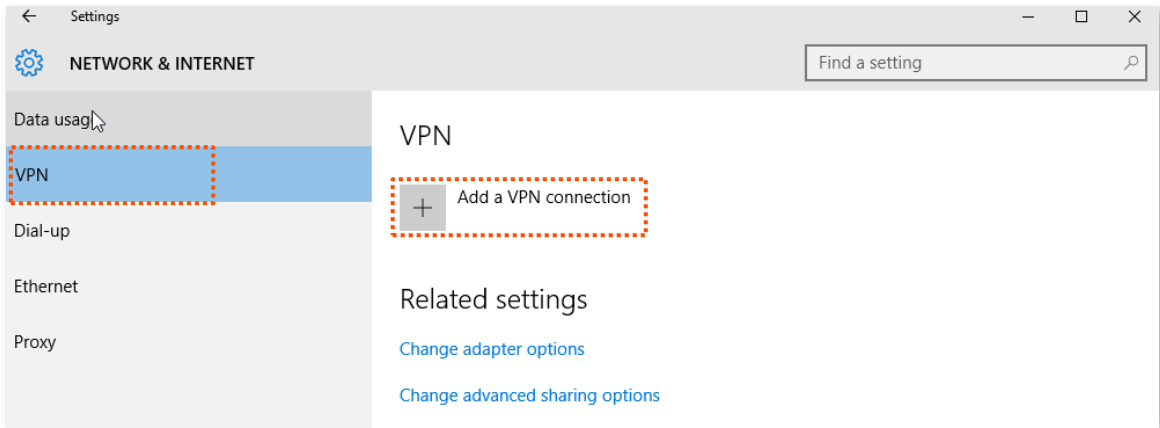 Settings
NETWORK & INTERNET
Find a setting
Data usag
VPN
Dial-up
Ethernet
Proxy
VPN
Add a VPN connection
Related settings
Change adapter options
Change advanced sharing options